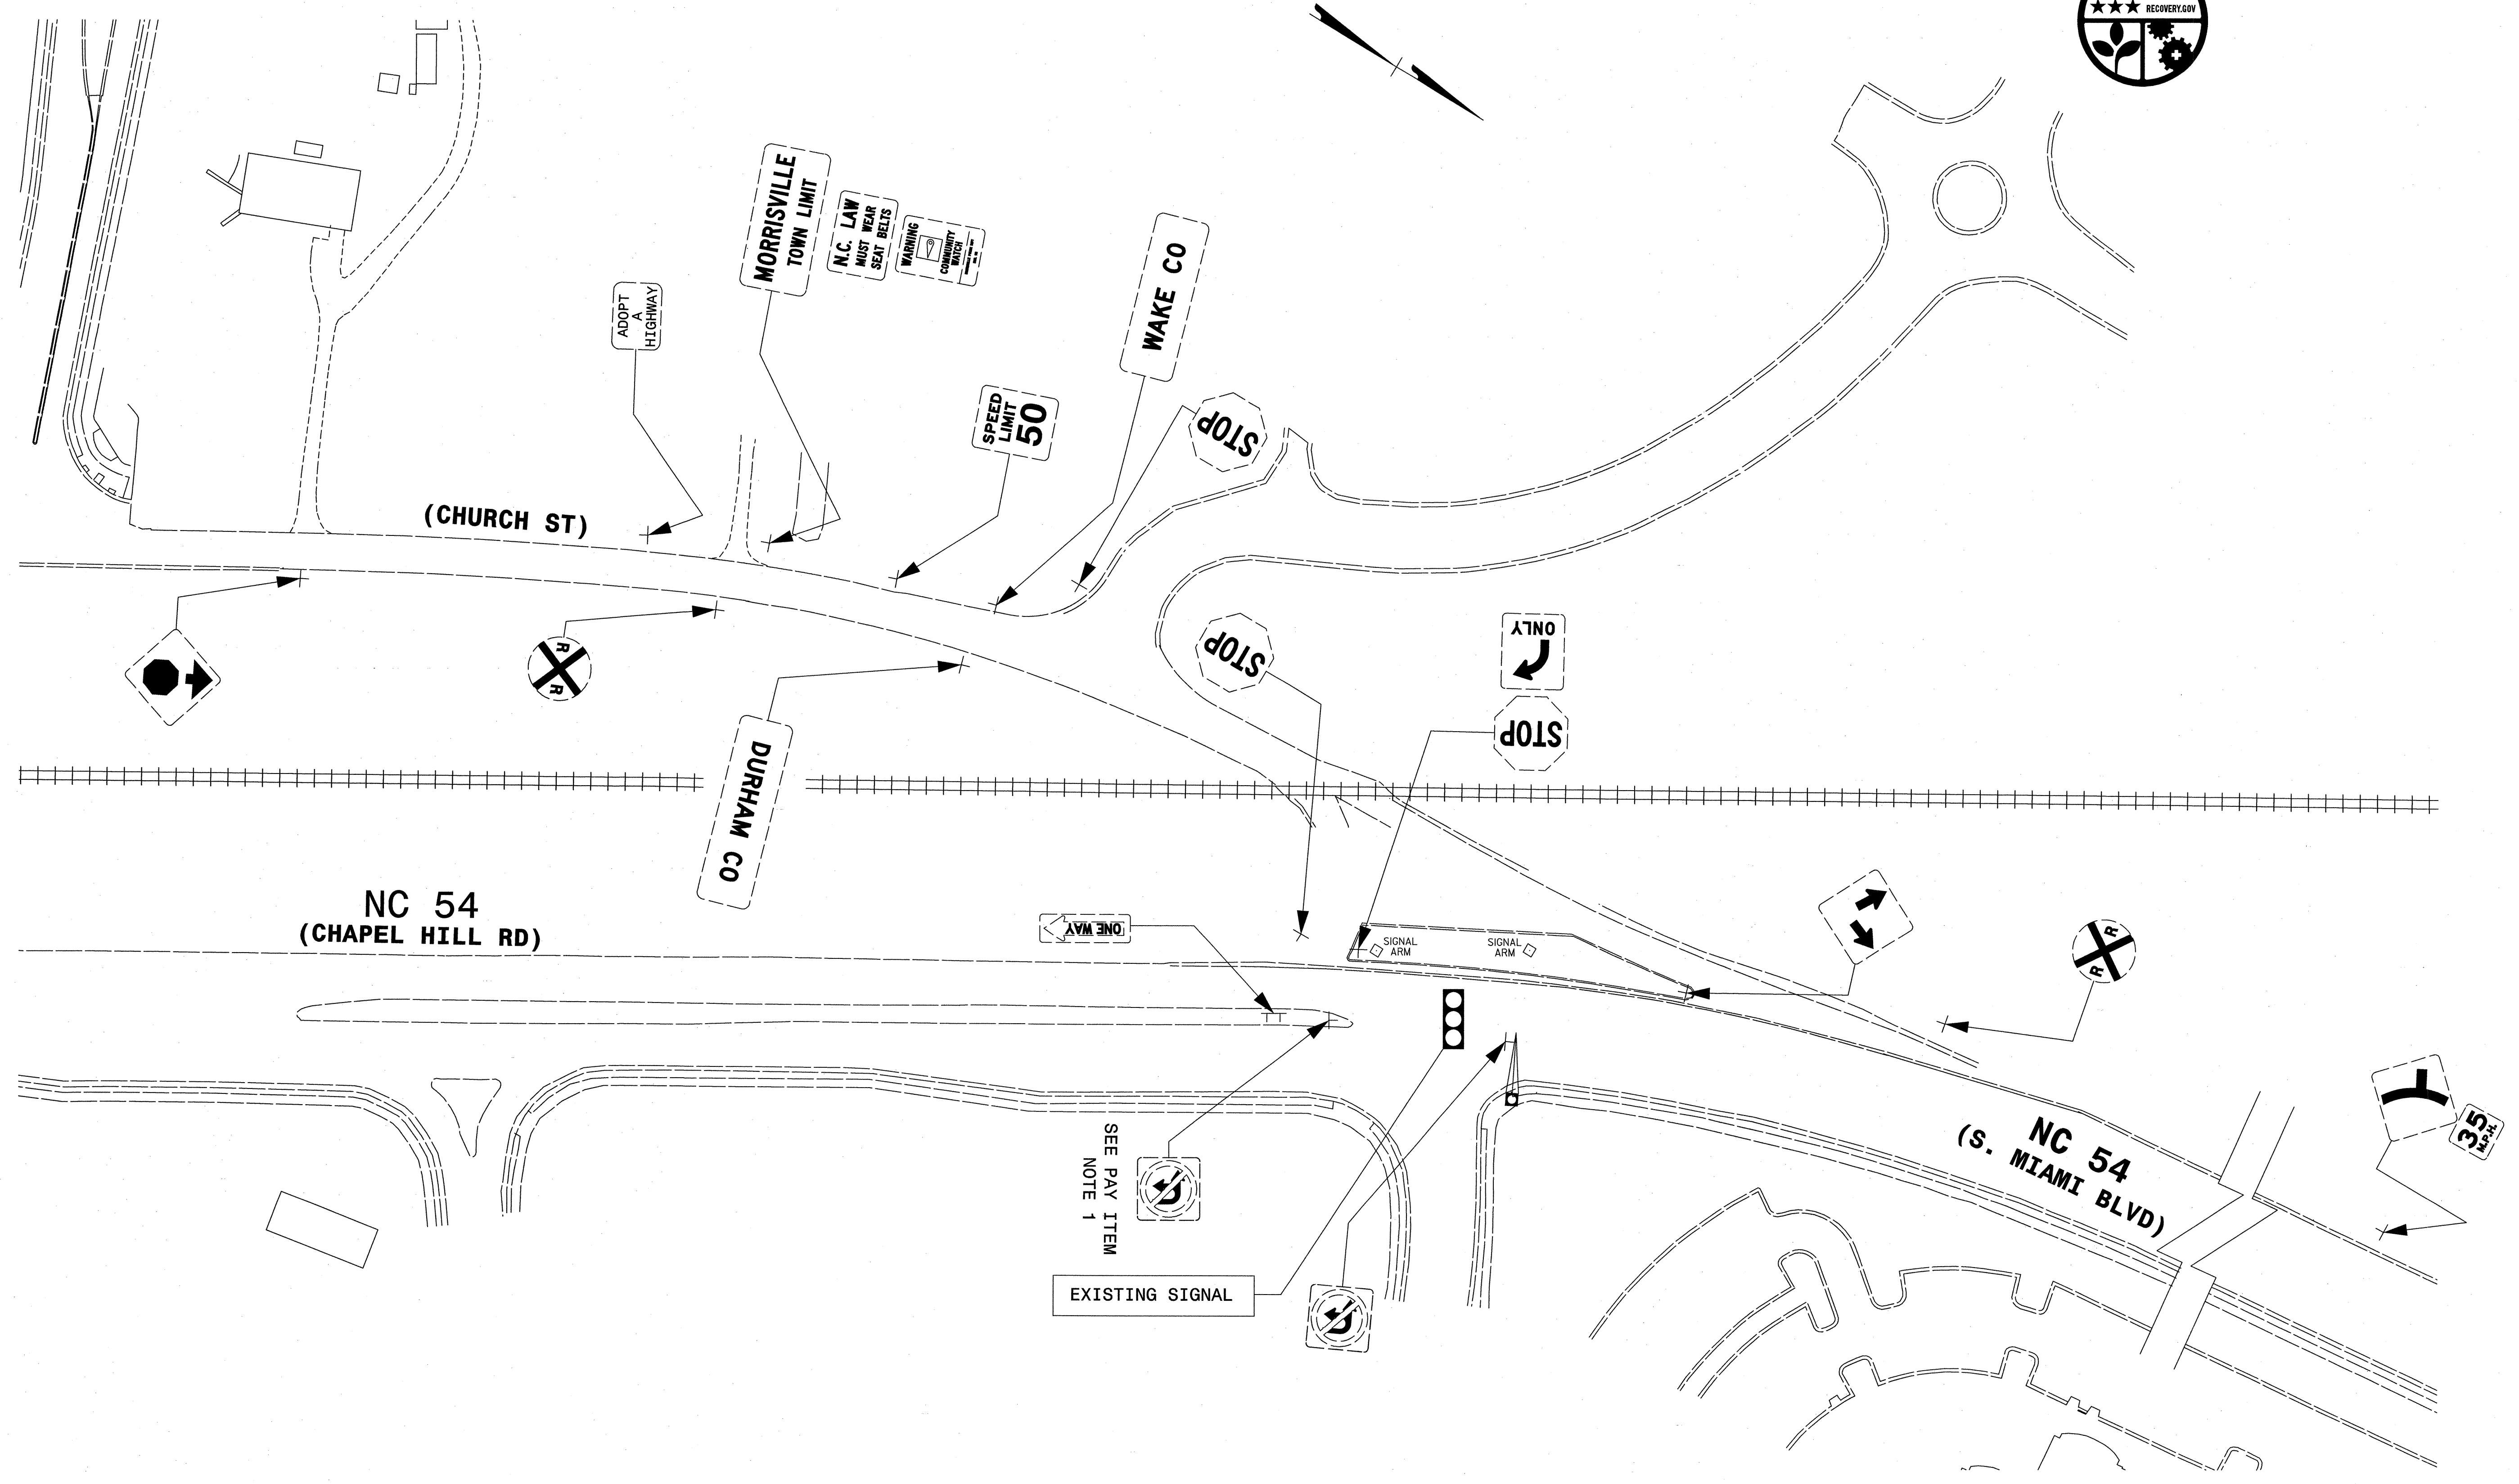 RECOVERY.GOV
MORRISVILLE
TOWN LIMIT
N.C. LAW
MUST WEAR
SEAT BELTS
WARNING
COMMUNITY
WATCH
WAKE CO
ADOPT
A
HIGHWAY
SPEED
LIMIT
50
STOP
(CHURCH ST)
R
R
STOP
ONLY
STOP
DURHAM CO
NC 54
(CHAPEL HILL RD)
ONE WAY
SIGNAL
ARM
SIGNAL
ARM
R
R
35
M.P.H.
NC 54
(S. MIAMI BLVD)
SEE PAY ITEM
NOTE 1
EXISTING SIGNAL